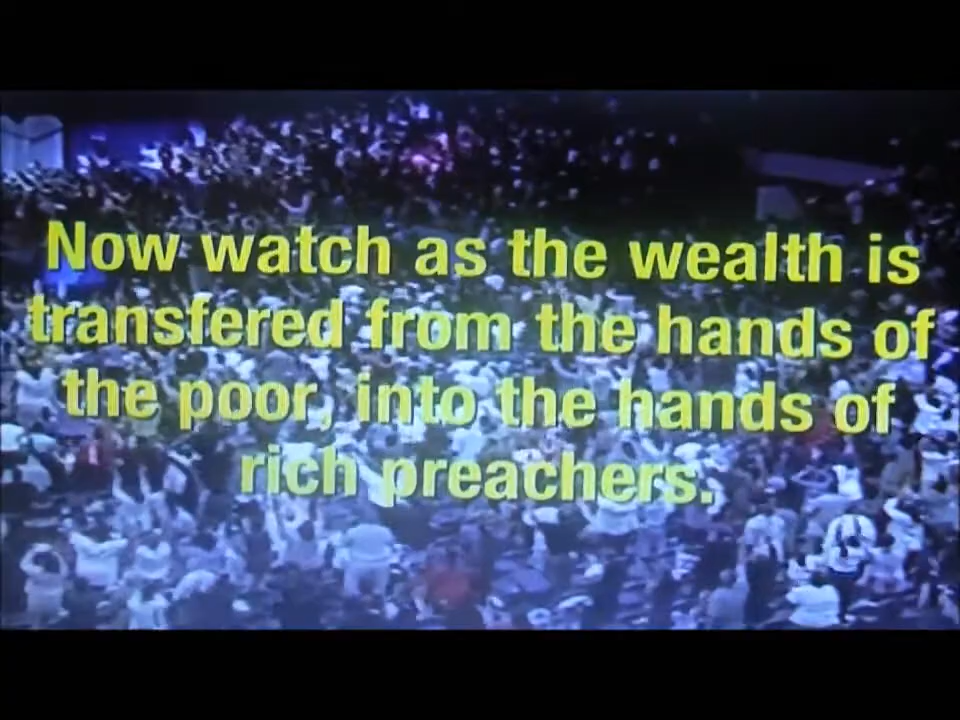 Now watch as the wealth is
transfered from the hands of
the poor, into the hands of
rich preachers.